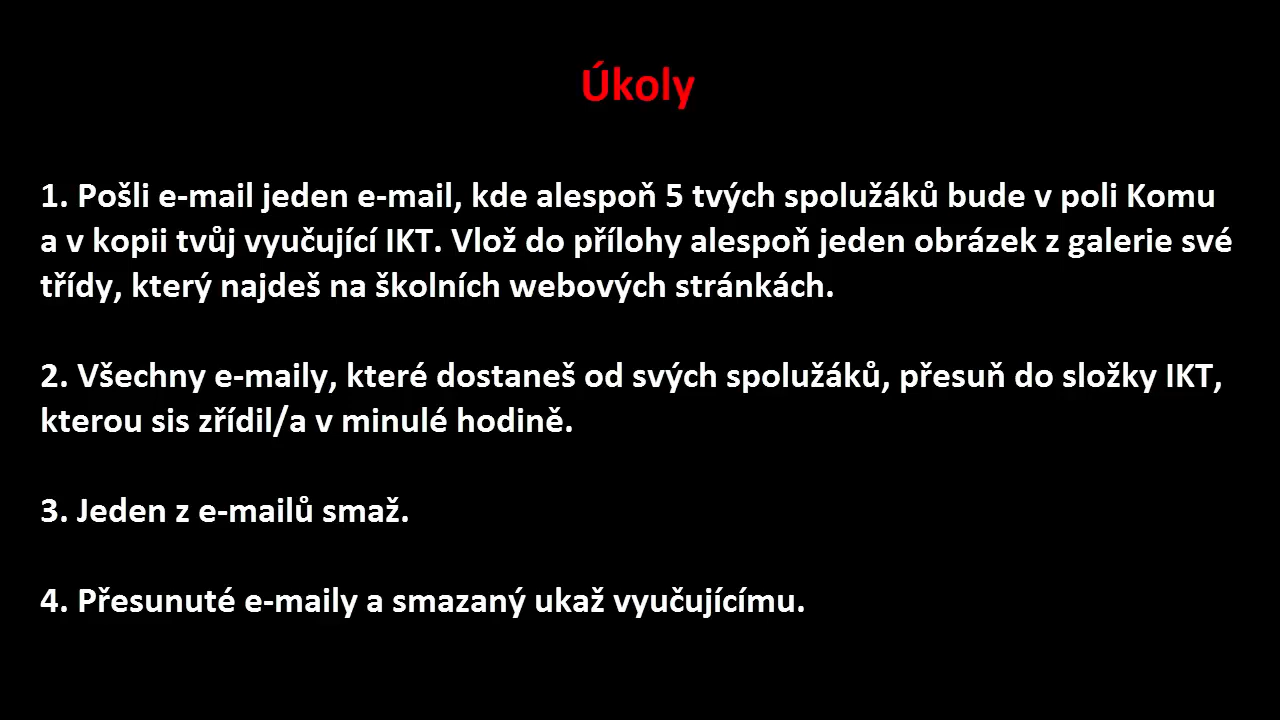 Úkoly
1. Pošli e-mail jeden e-mail, kde alespoň 5 tvých spolužáků bude v poli Komu
a v kopii tvůj vyučující IKT. Vlož do přílohy alespoň jeden obrázek z galerie své
třídy, který najdeš na školních webových stránkách.
2. Všechny e-maily, které dostaneš od svých spolužáků, přesuň do složky IKT,
kterou sis zřídil/a v minulé hodině.
3. Jeden z e-mailů smaž.
4. Přesunuté e-maily a smazaný ukaž vyučujícímu.